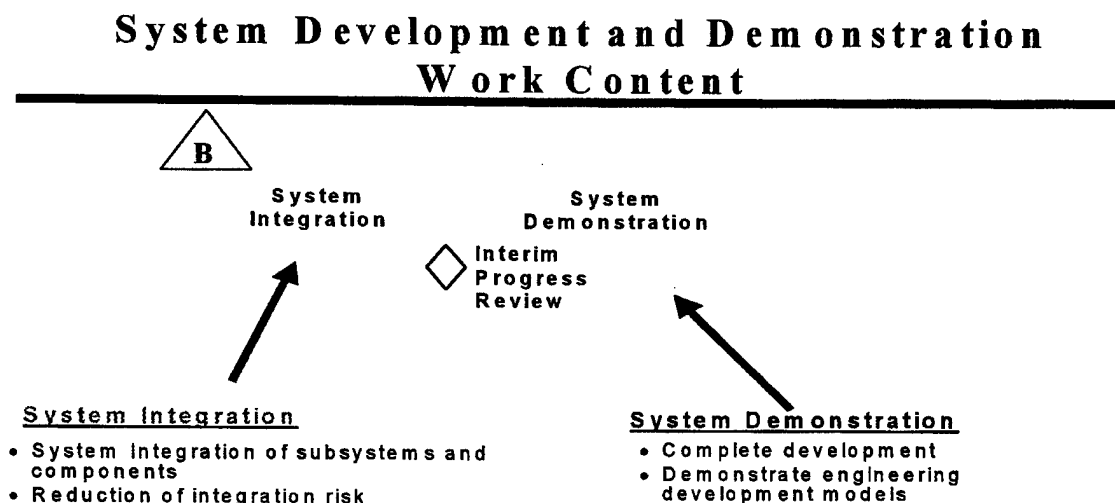 System Development and Demonstration
Work Content
B
System
Integration
System
Demonstration
Interim
Progress
Review
System Integration
• System Integration of subsystems and
components
• Reduction of integration risk
System Demonstration
• Complete development
• Demonstrate engineering
development models